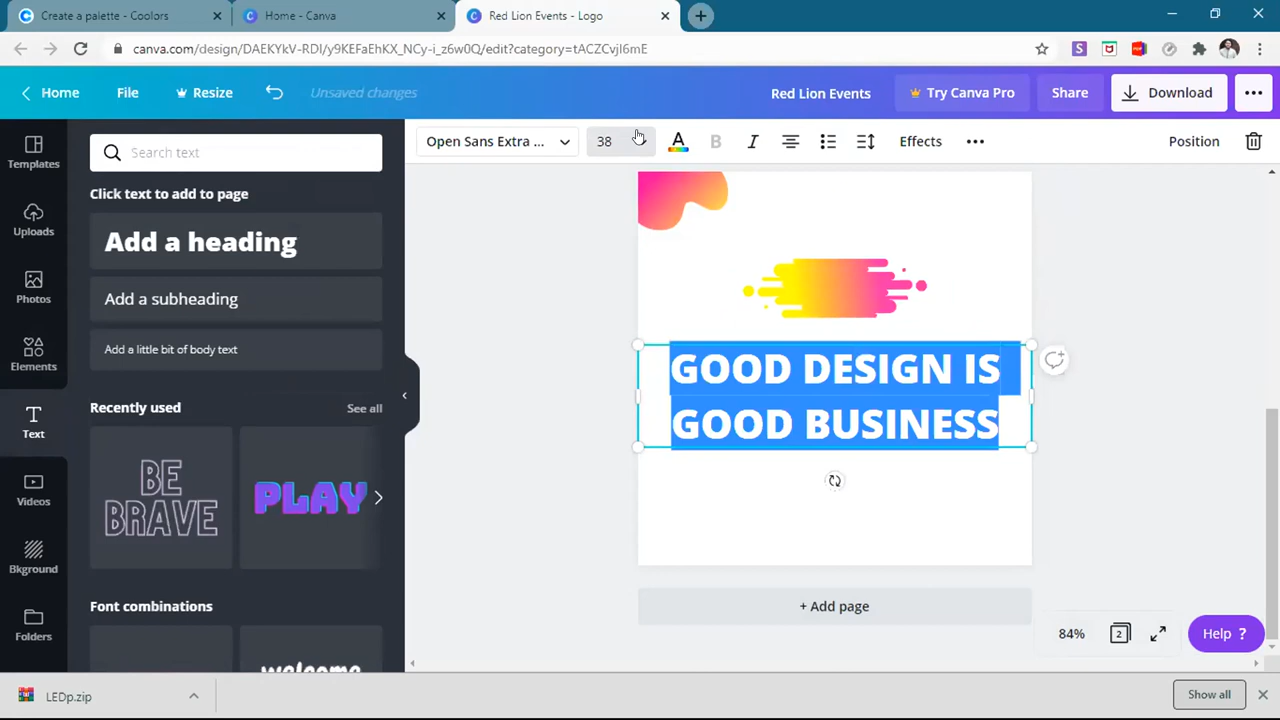 Create a palette - Coolors
Home - Canva
Red Lion Events - Logo
canva.com/design/DAEKYkV-RDI/y9KEFaEhKX_NCy-i_z6w0Q/edit?category=tACZCvjI6mE
Home
File
Resize
Unsaved changes
Red Lion Events
Try Canva Pro
Share
Download
Open Sans Extra ...
38
A
B
I
Effects
Position
Templates
Uploads
Photos
Elements
Text
Videos
Bkground
Folders
Search text
Click text to add to page
Add a heading
Add a subheading
Add a little bit of body text
Recently used
See all
BE
BRAVE
PLAY
Font combinations
welcome
GOOD DESIGN IS
GOOD BUSINESS
+ Add page
84%
2
Help ?
LEDp.zip
Show all